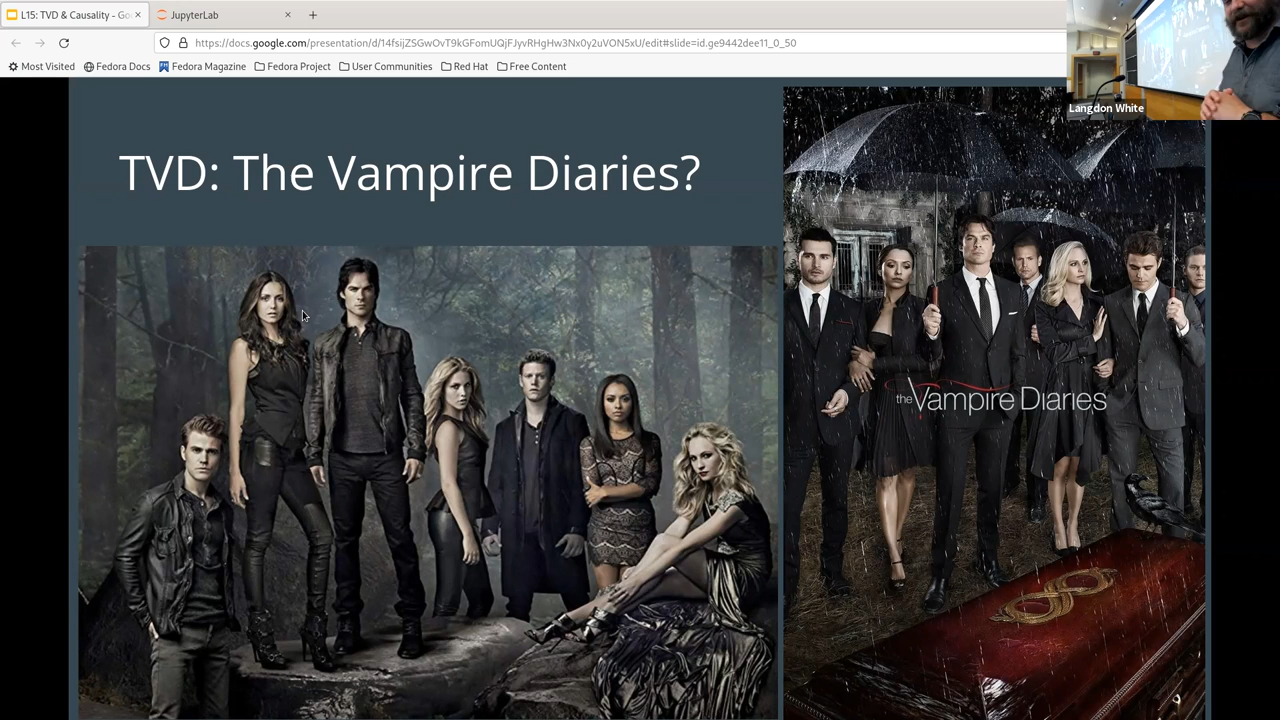 L15: TVD & Causality - Go
JupyterLab
https://docs.google.com/presentation/d/14fsijZSGwOvT9kGFomUQjFJyvRHgHw3Nx0y2uVON5xU/edit#slide=id.ge9442dee11_0_50
Most Visited
Fedora Docs
Fedora Magazine
Fedora Project
User Communities
Red Hat
Free Content
Langdon White
TVD: The Vampire Diaries?
the Vampire Diaries